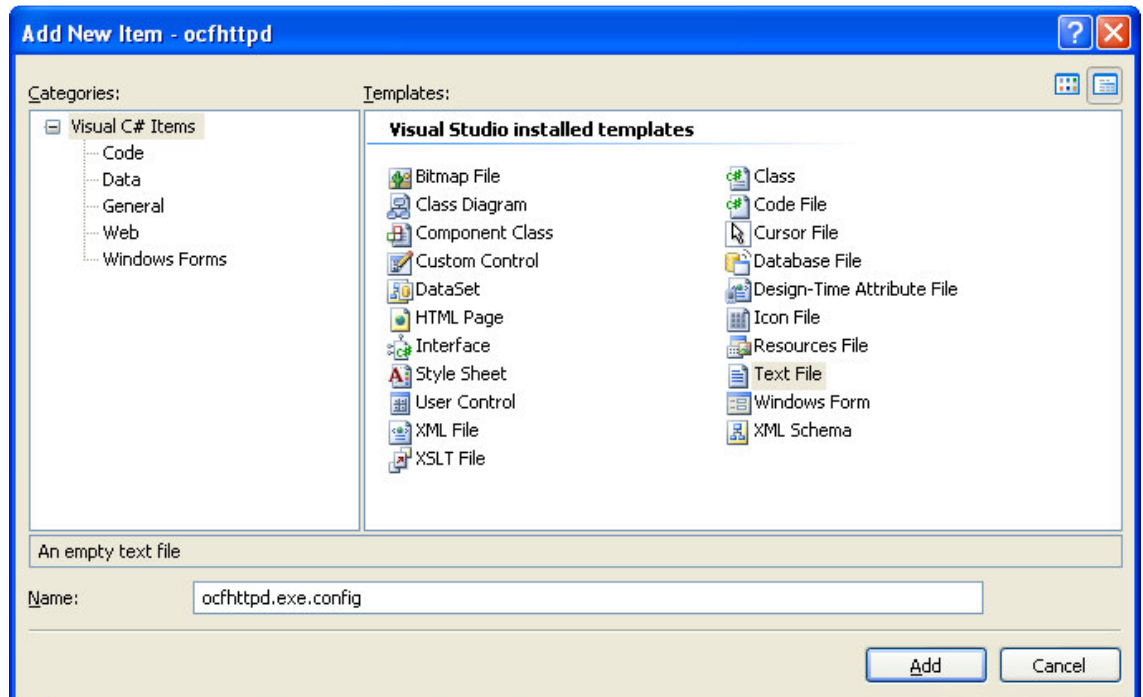 Add New Item - ocfhttpd
Categories:
Templates:
Visual C# Items
Code
Data
General
Web
Windows Forms
Visual Studio installed templates
Bitmap File
Class Diagram
Component Class
Custom Control
DataSet
HTML Page
Interface
Style Sheet
User Control
XML File
XSLT File
Class
Code File
Cursor File
Database File
Design-Time Attribute File
Icon File
Resources File
Text File
Windows Form
XML Schema
An empty text file
Name:
ocfhttpd.exe.config
Add
Cancel